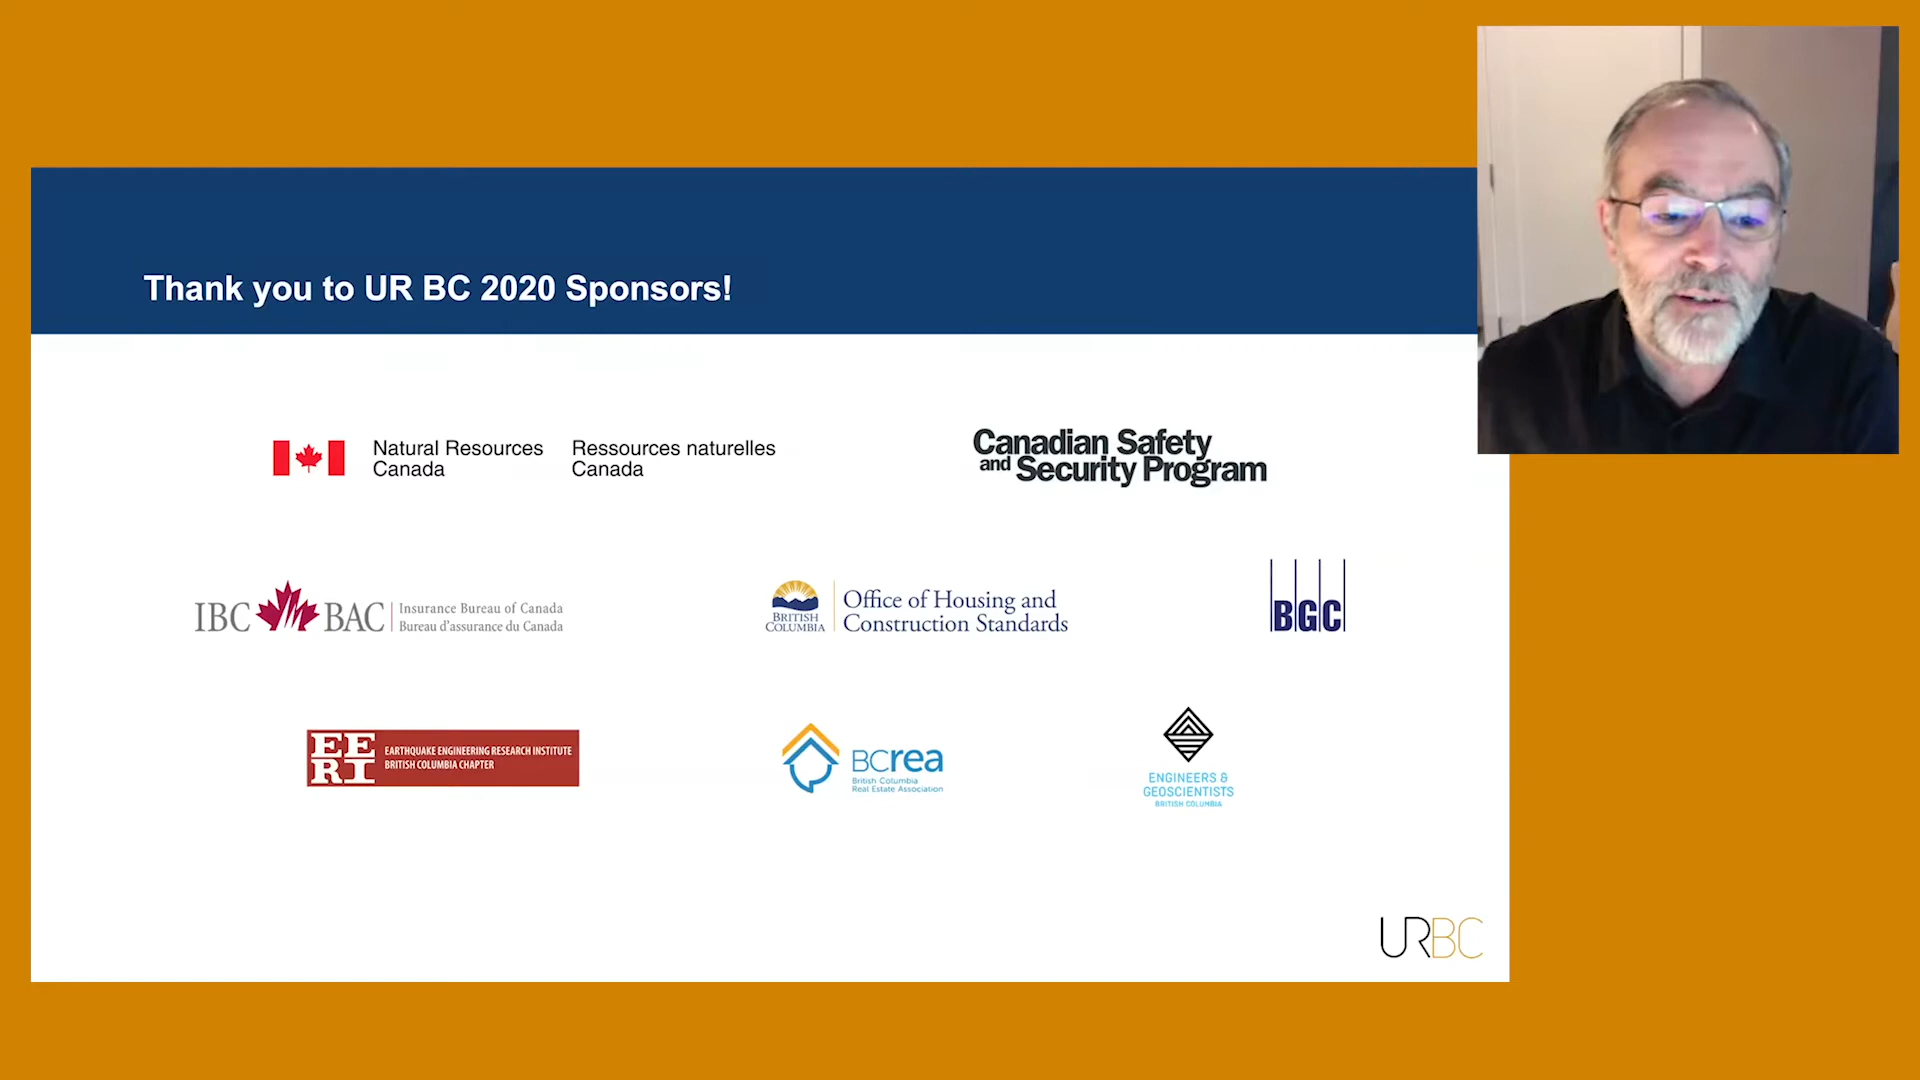 Thank you to UR BC 2020 Sponsors!
Natural Resources Canada
Ressources naturelles Canada
Canadian Safety
and Security Program
IBC BAC
Insurance Bureau of Canada
Bureau d'assurance du Canada
BRITISH
COLUMBIA
Office of Housing and
Construction Standards
BGC
EE
RI
EARTHQUAKE ENGINEERING RESEARCH INSTITUTE
BRITISH COLUMBIA CHAPTER
BCrea
British Columbia
Real Estate Association
ENGINEERS &
GEOSCIENTISTS
BRITISH COLUMBIA
URBC